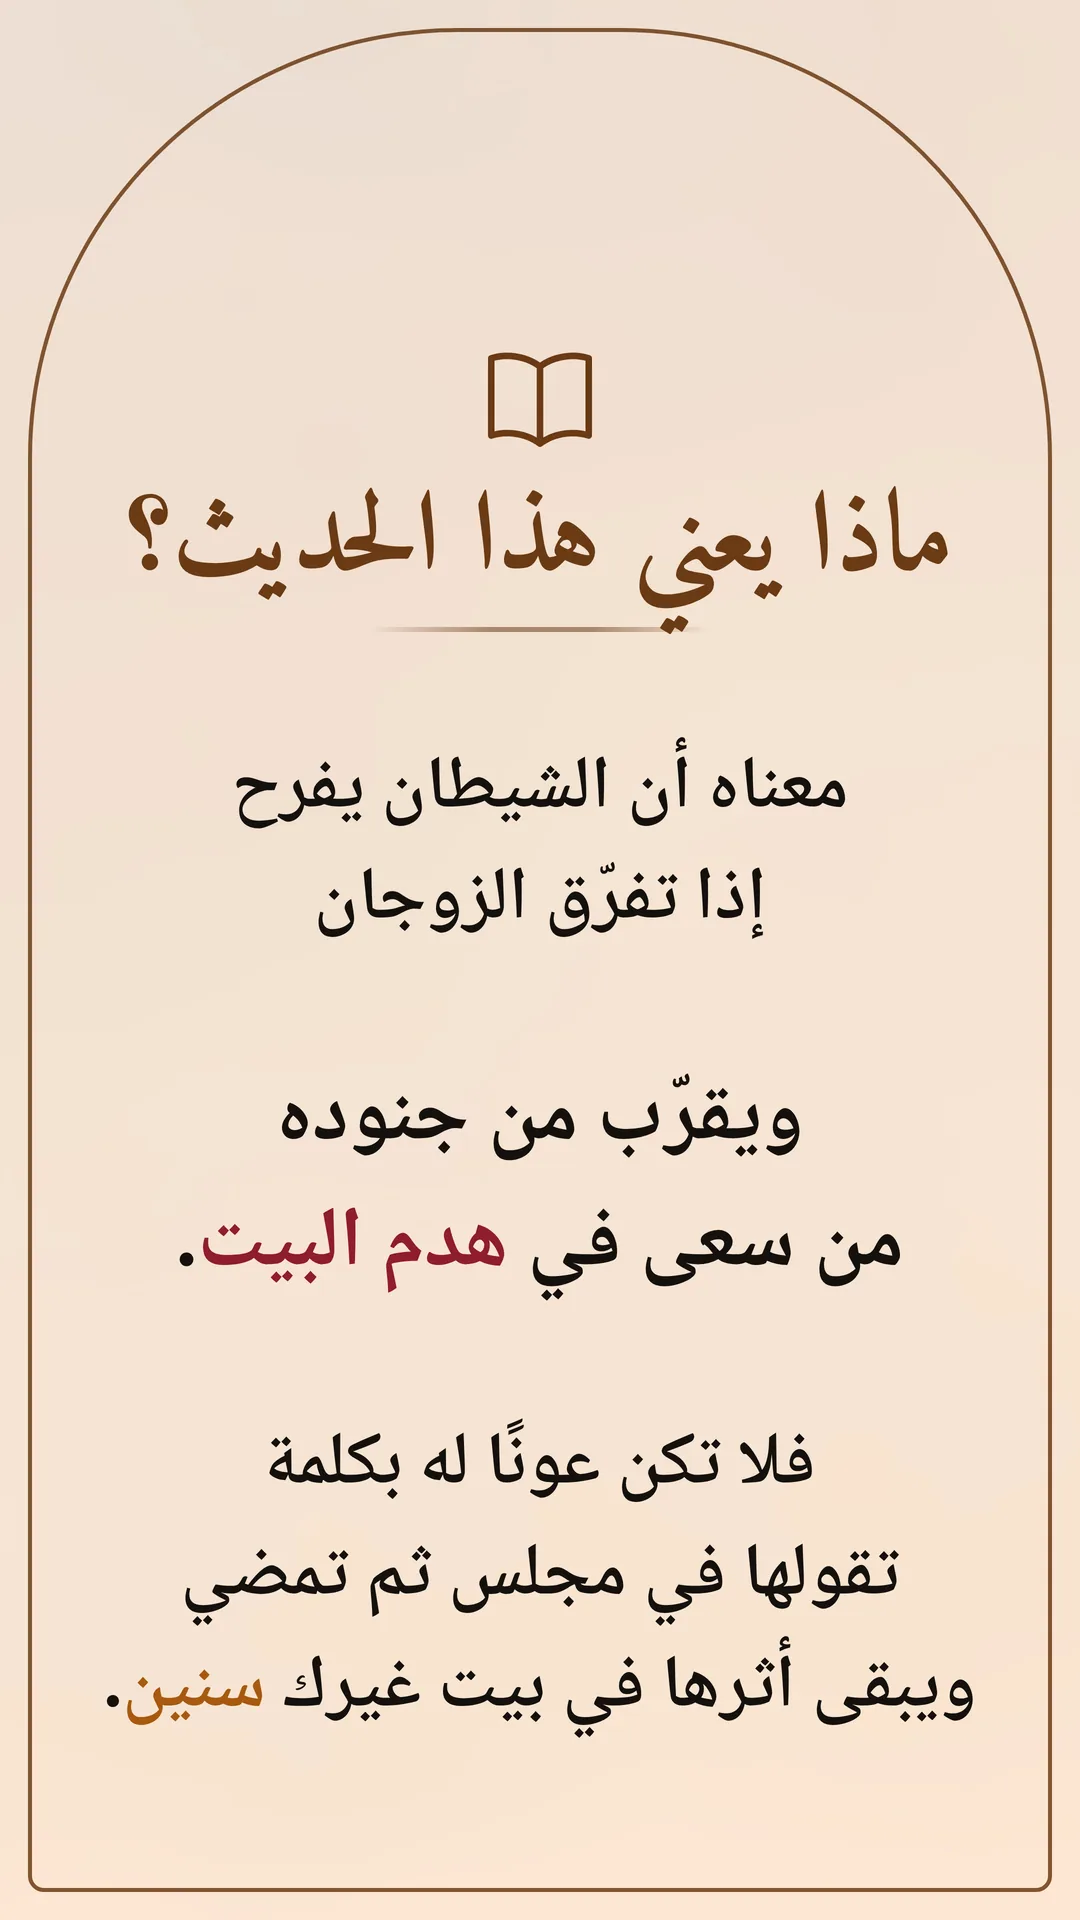 ماذا يعني هذا الحديث؟
معناه أن الشيطان يفرح
إذا تفرّق الزوجان
ويقرّب من جنوده
من سعى في هدم البيت.
فلا تكن عونًا له بكلمة
تقولها في مجلس ثم تمضي
ويبقى أثرها في بيت غيرك سنين.